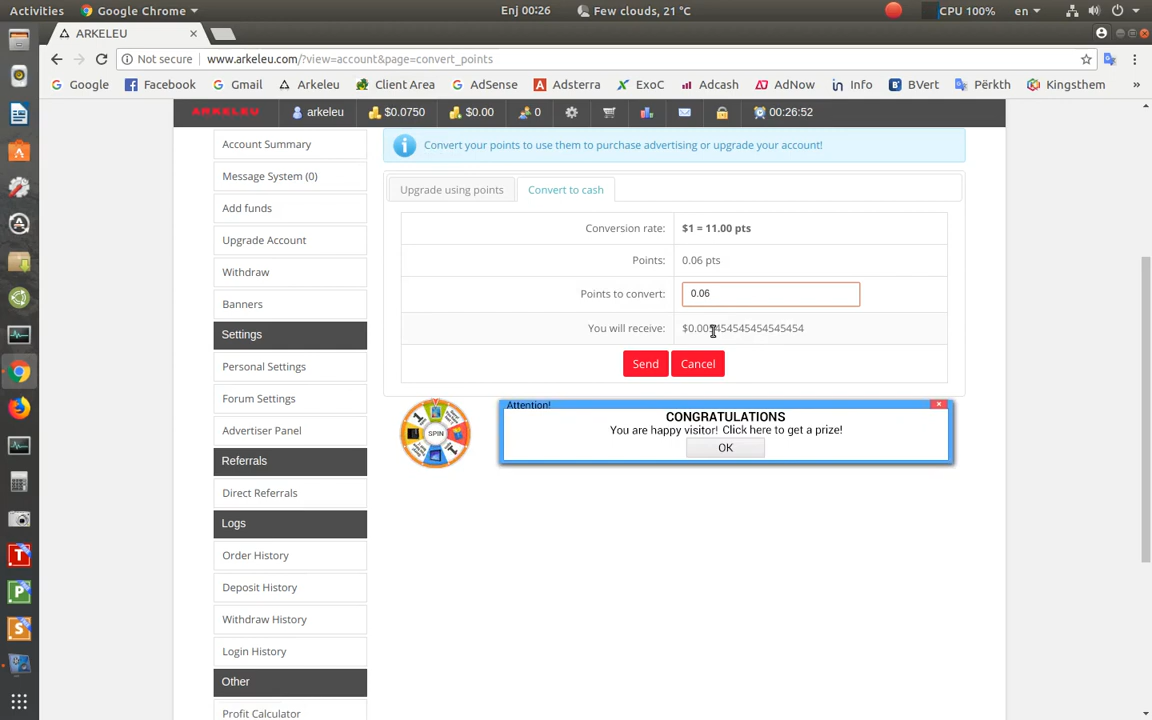 Activities Google Chrome Enj 00:26 Few clouds, 21 °C CPU 100% en
ARKELEU
Not secure www.arkeleu.com/?view=account&page=convert_points
Google Facebook Gmail Arkeleu Client Area AdSense Adsterra ExoC Adcash AdNow Info BVert Përkth Kingsthem »
ARKELEU arkeleu $0.0750 $0.00 0 00:26:52
Account Summary
Message System (0)
Add funds
Upgrade Account
Withdraw
Banners
Settings
Personal Settings
Forum Settings
Advertiser Panel
Referrals
Direct Referrals
Logs
Order History
Deposit History
Withdraw History
Login History
Other
Profit Calculator
Convert your points to use them to purchase advertising or upgrade your account!
Upgrade using points Convert to cash
Conversion rate: $1 = 11.00 pts
Points: 0.06 pts
Points to convert: 0.06
You will receive:
Send Cancel
SPIN
Attention!
CONGRATULATIONS
You are happy visitor! Click here to get a prize!
OK